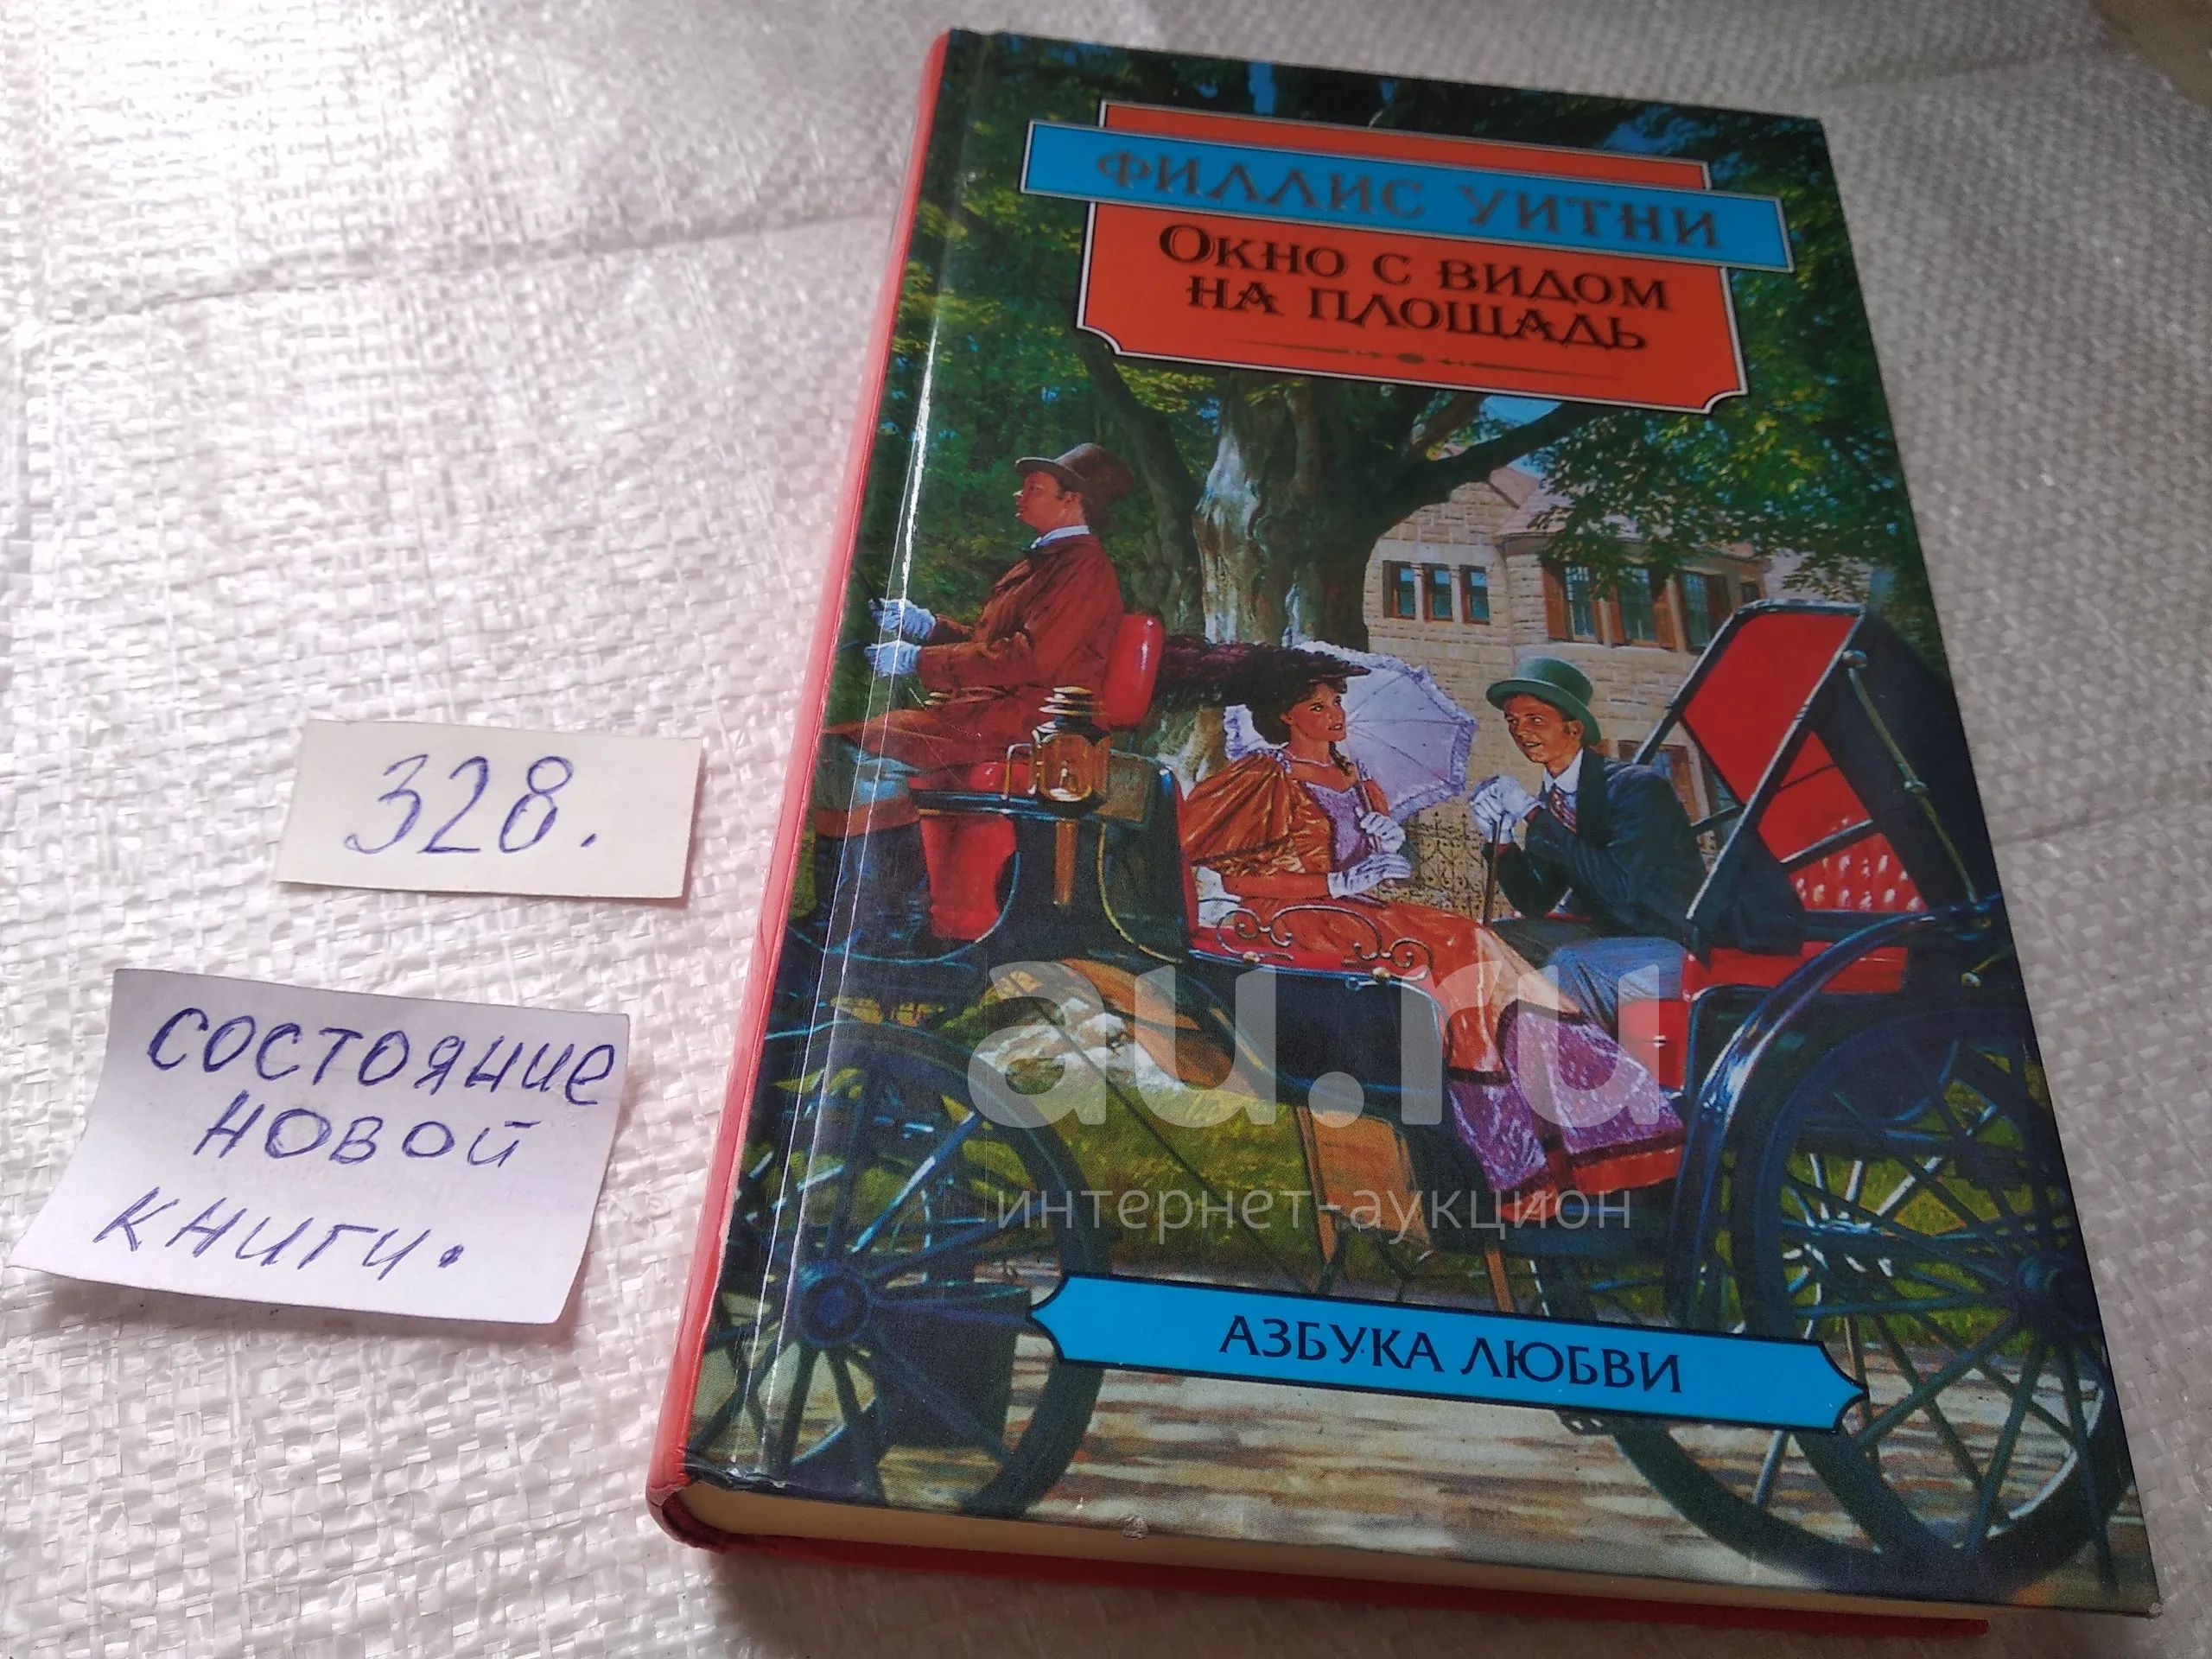 ФИЛЛИС УИТНИ
ОКНО С ВИДОМ
НА ПЛОЩАДЬ
328.
состояние
новой
книги.
au.ru
интернет-аукцион
АЗБУКА ЛЮБВИ